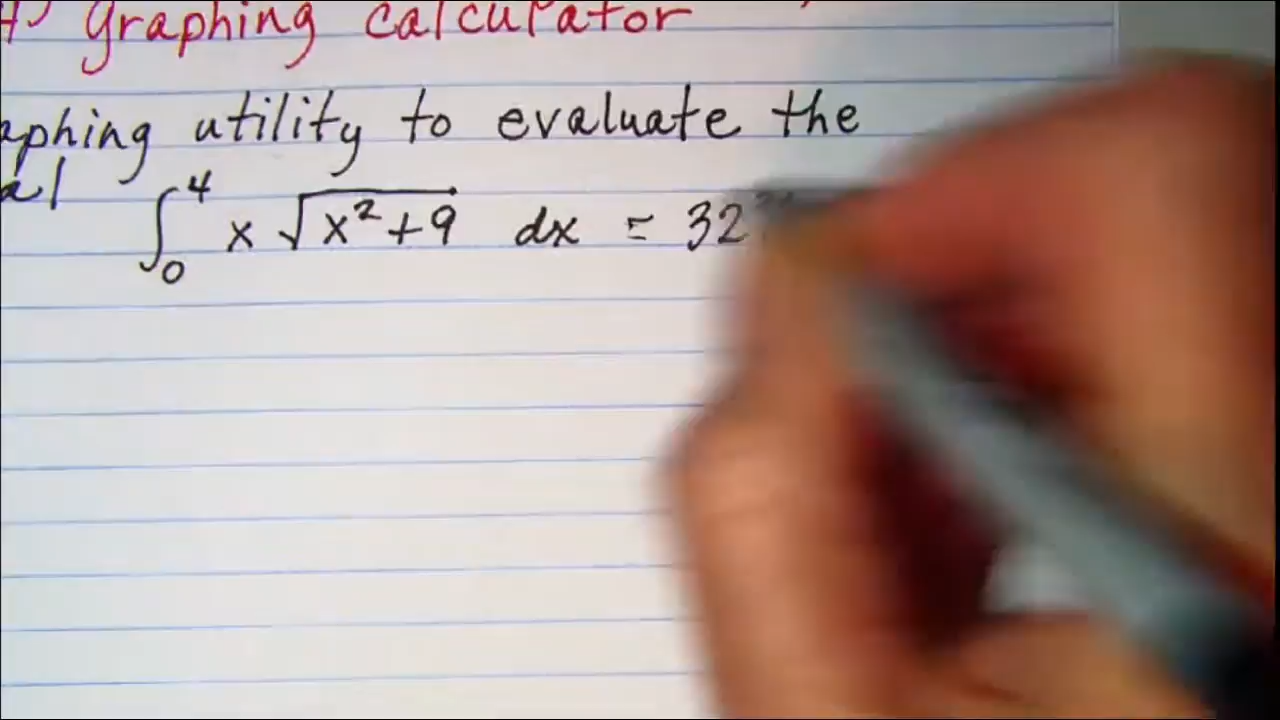 Graphing calculator
aphing utility to evaluate the
al ∫₀⁴ x √x²+9 dx = 32